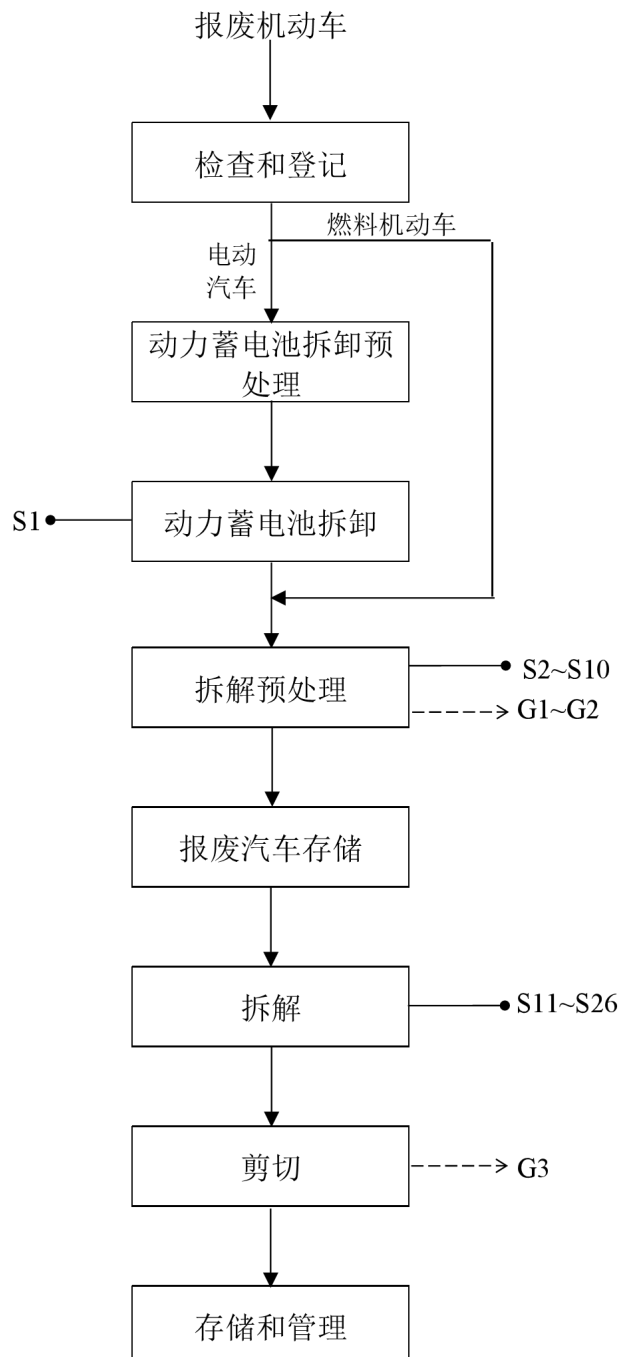 报废机动车
检查和登记
燃料机动车
电动
汽车
动力蓄电池拆卸预
处理
S1
动力蓄电池拆卸
拆解预处理
S2~S10
G1~G2
报废汽车存储
拆解
S11~S26
剪切
G3
存储和管理